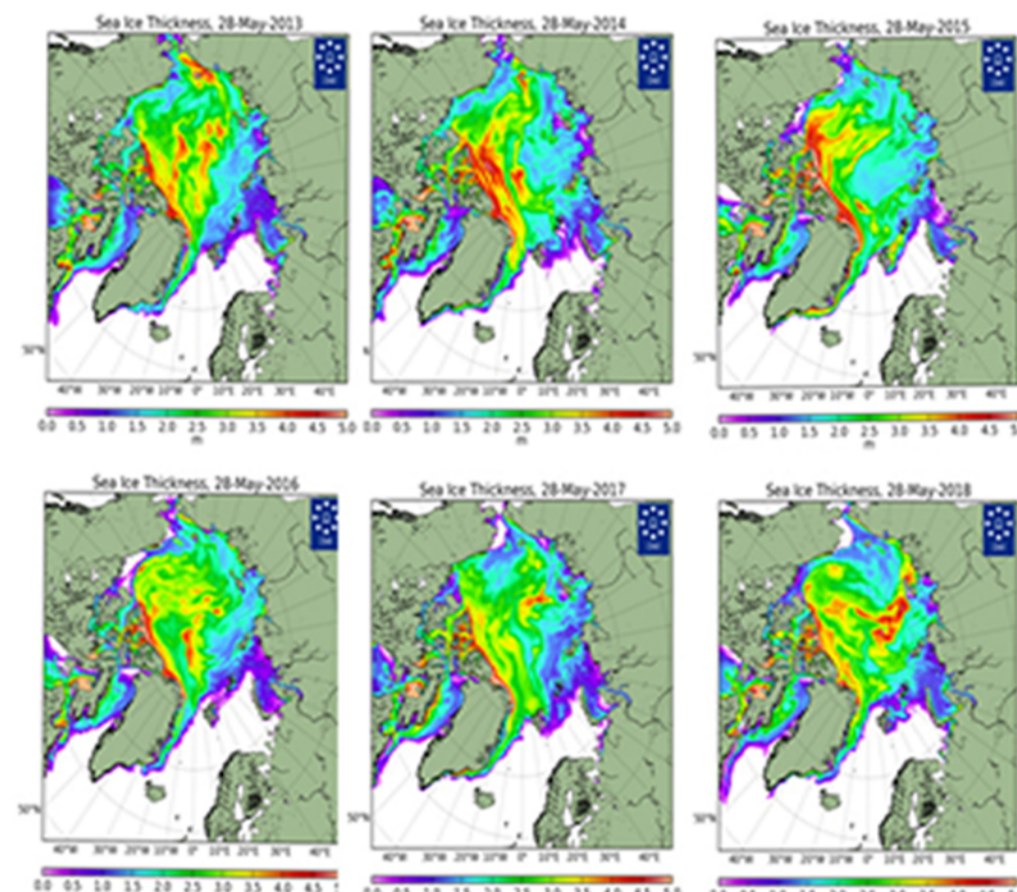 Sea Ice Thickness, 28-May-2013
Sea Ice Thickness, 28-May-2014
Sea Ice Thickness, 28-May-2015
50°N
N
50°N
40°W 30°W 20°W 10°W 0° 10°E 20°E 30°E 40°E
40°W 30°W 20°W 10°W 0° 10°E 20°E 30°E 40°E
40°W 30°W 20°W 10°W 0° 10°E 20°E 30°E 40°E
0.0 0.5 1.0 1.5 2.0 2.5 3.0 3.5 4.0 4.5 5.0
0.0 0.5 1.0 1.5 2.0 2.5 3.0 3.5 4.0 4.5 5.0
0.0 0.5 1.0 1.5 2.0 2.5 3.0 3.5 4.0 4.5 5
m
m
m
Sea Ice Thickness, 28-May-2016
Sea Ice Thickness, 28-May-2017
Sea Ice Thickness, 28-May-2018
50°N
N
50°N
40°W 30°W 20°W 10°W 0° 10°E 20°E 30°E 40°E
40°W 30°W 20°W 10°W 0° 10°E 20°E 30°E 40°E
40°W 30°W 20°W 10°W 0° 10°E 20°E 30°E 40°E
0.0 0.5 1.0 1.5 2.0 2.5 3.0 3.5 4.0 4.5